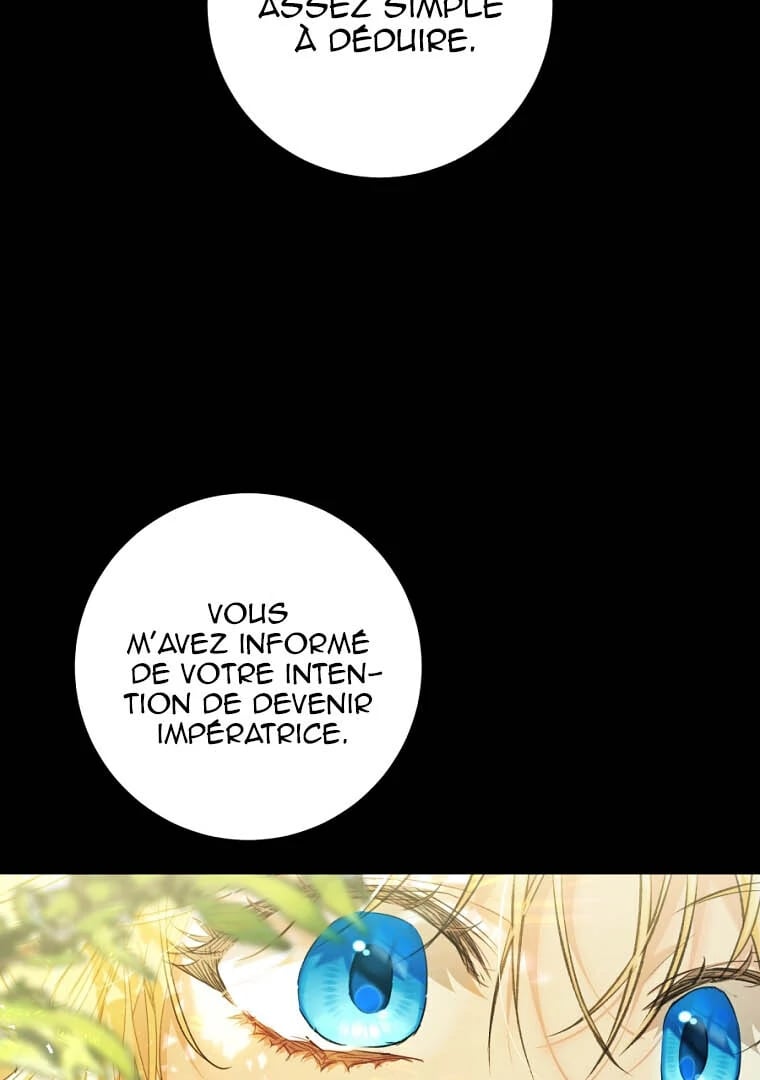 ASSEZ SIMPLE
À DÉDUIRE.
VOUS
M'AVEZ INFORMÉ
DE VOTRE INTEN-
TION DE DEVENIR
IMPÉRATRICE.